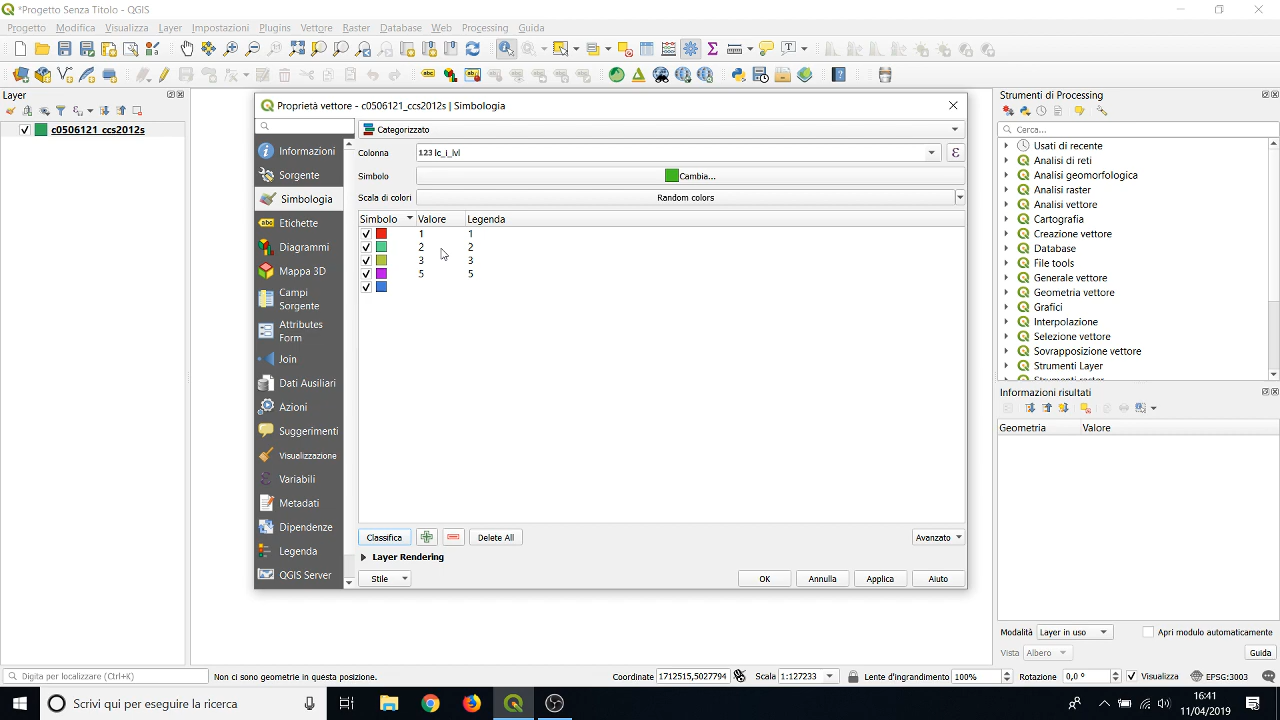 *Progetto Senza Titolo - QGIS
Progetto Modifica Visualizza Layer Impostazioni Plugins Vettore Raster Database Web Processing Guida
Layer
c0506121_ccs2012s
Proprietà vettore - c0506121_ccs2012s | Simbologia
Informazioni
Sorgente
Simbologia
Etichette
Diagrammi
Mappa 3D
Campi
Sorgente
Attributes
Form
Join
Dati Ausiliari
Azioni
Suggerimenti
Visualizzazione
Variabili
Metadati
Dipendenze
Legenda
QGIS Server
Categorizzato
Colonna 123 lc_i_lvl ε
Simbolo Cambia...
Scala di colori Random colors
Simbolo Valore Legenda
1 1
2 2
3 3
5 5
Classifica Delete All Avanzato
Layer Rendering
Stile OK Annulla Applica Aiuto
Strumenti di Processing
Cerca...
Usati di recente
Analisi di reti
Analisi geomorfologica
Analisi raster
Analisi vettore
Cartografia
Creazione vettore
Database
File tools
Generale vettore
Geometria vettore
Grafici
Interpolazione
Selezione vettore
Sovrapposizione vettore
Strumenti Layer
Strumenti raster
Informazioni risultati
Geometria Valore
Modalità Layer in uso Apri modulo automaticamente
Vista Albero Guida
Digita per localizzare (Ctrl+K) Non ci sono geometrie in questa posizione. Coordinate 1712515,5027794 Scala 1:127233 Lente d'ingrandimento 100% Rotazione 0,0 ° Visualizza EPSG:3003
Scrivi qui per eseguire la ricerca
16:41
11/04/2019